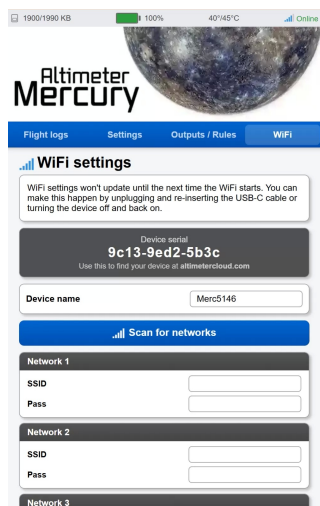 1900/1990 KB 100% 40°/45°C Online
Altimeter
Mercury
Flight logs Settings Outputs / Rules WiFi
WiFi settings
WiFi settings won't update until the next time the WiFi starts. You can
make this happen by unplugging and re-inserting the USB-C cable or
turning the device off and back on.
Device serial
9c13-9ed2-5b3c
Use this to find your device at altimetercloud.com
Device name Merc5146
Scan for networks
Network 1
SSID
Pass
Network 2
SSID
Pass
Network 3